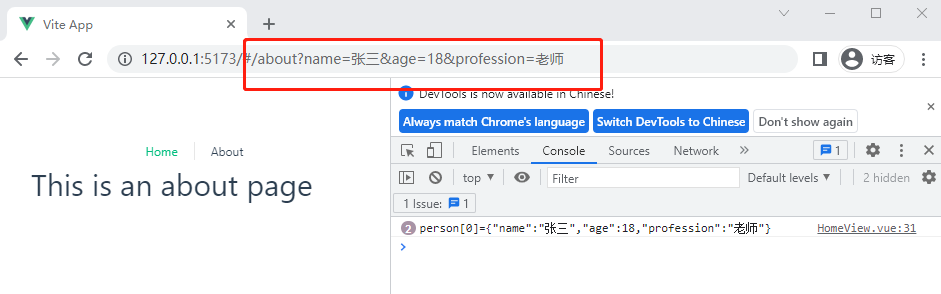 Vite App
127.0.0.1:5173/#/about?name=张三&age=18&profession=老师
访客
DevTools is now available in Chinese!
Always match Chrome's language
Switch DevTools to Chinese
Don't show again
Home
About
This is an about page
Elements
Console
Sources
Network
1
top
Filter
Default levels
2 hidden
1 Issue:
1
2
person[0]={"name":"张三","age":18,"profession":"老师"}
HomeView.vue:31